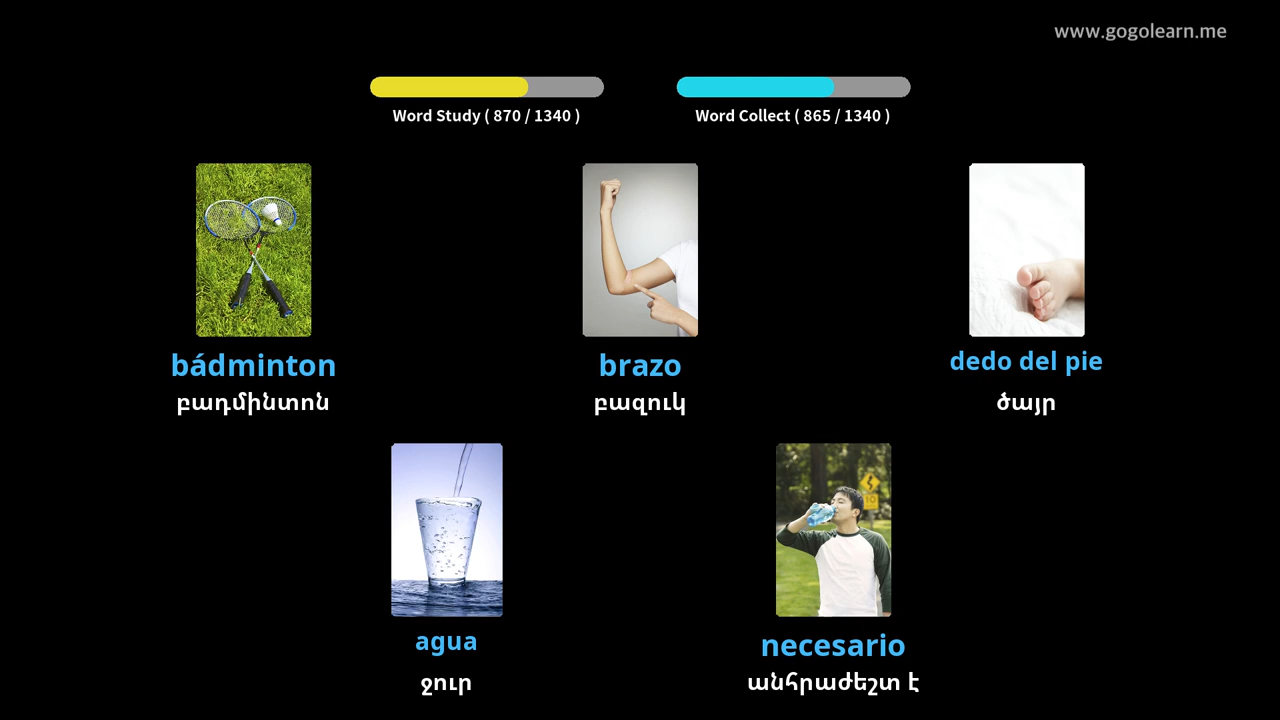 www.gogolearn.me
Word Study ( 870 / 1340 )
Word Collect ( 865 / 1340 )
bádminton
բադմինտոն
brazo
բազուկ
dedo del pie
ծայր
agua
ջուր
necesario
անհրաժեշտ է